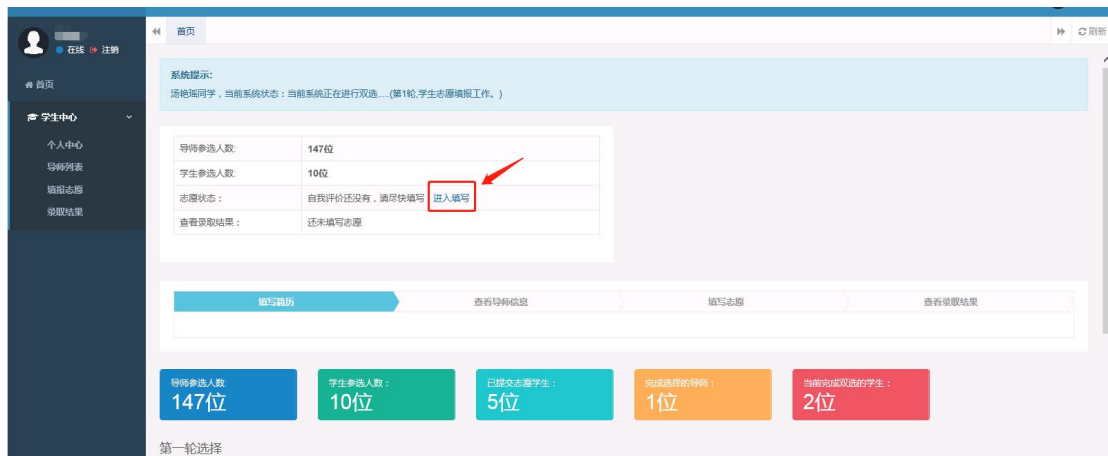 首页
刷新
在线 注销
首页
学生中心
个人中心
导师列表
填报志愿
录取结果
系统提示:
汤艳瑶同学，当前系统状态：当前系统正在进行双选.....(第1轮,学生志愿填报工作。)
导师参选人数: 147位
学生参选人数: 10位
志愿状态： 自我评价还没有，请尽快填写 进入填写
查看录取结果： 还未填写志愿
填写简历 查看导师信息 填写志愿 查看录取结果
导师参选人数: 学生参选人数： 已提交志愿学生： 完成选择的导师： 当前完成双选的学生：
147位 10位 5位 1位 2位
第一轮选择